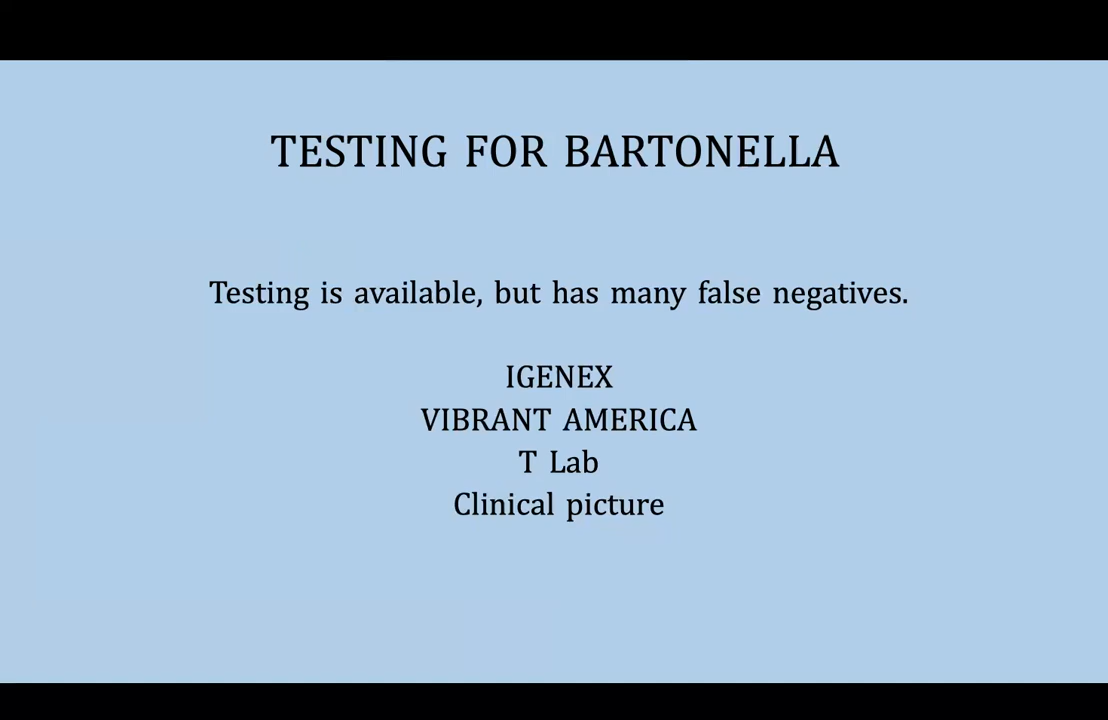 TESTING FOR BARTONELLA
Testing is available, but has many false negatives.
IGENEX
VIBRANT AMERICA
T Lab
Clinical picture